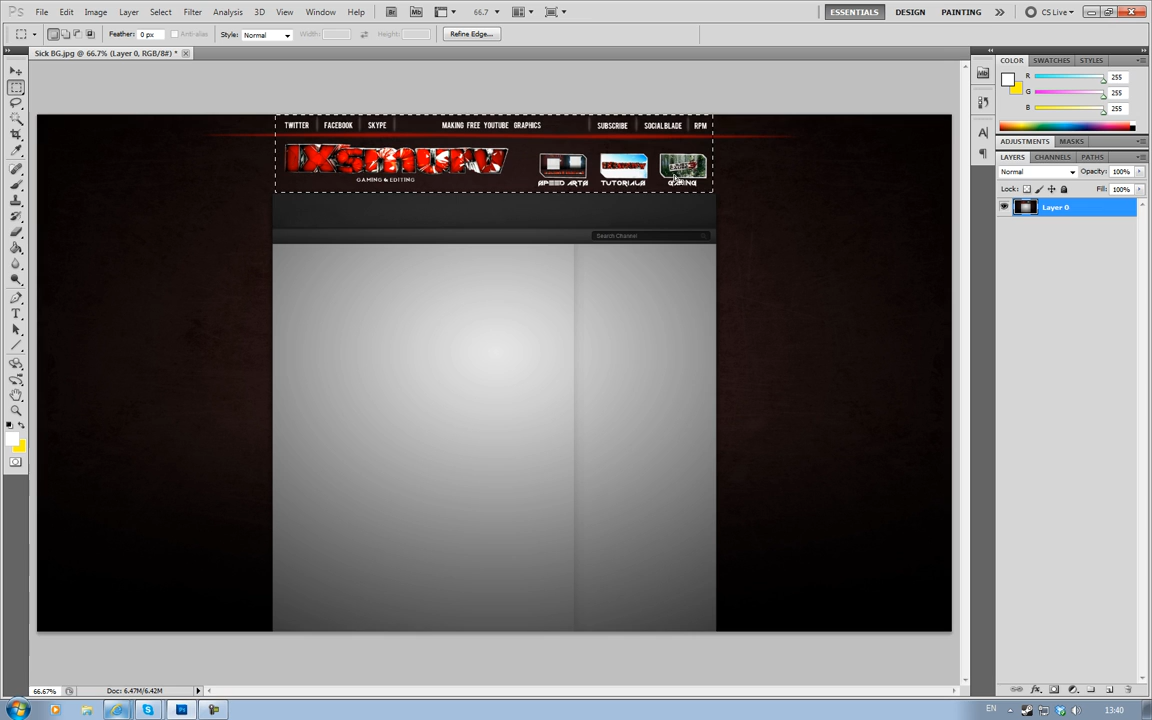 Ps File Edit Image Layer Select Filter Analysis 3D View Window Help Br Mb 66.7 ESSENTIALS DESIGN PAINTING CS Live
Feather: 0 px Anti-alias Style: Normal Width: Height: Refine Edge...
Sick BG.jpg @ 66.7% (Layer 0, RGB/8#) *
TWITTER FACEBOOK SKYPE MAKING FREE YOUTUBE GRAPHICS SUBSCRIBE SOCIALBLADE RPM
GAMING & EDITING
Search Channel
COLOR SWATCHES STYLES
R 255
G 255
B 255
ADJUSTMENTS MASKS
LAYERS CHANNELS PATHS
Normal Opacity: 100%
Lock: Fill: 100%
Layer 0
66.67% Doc: 6.47M/6.42M
EN 13:40